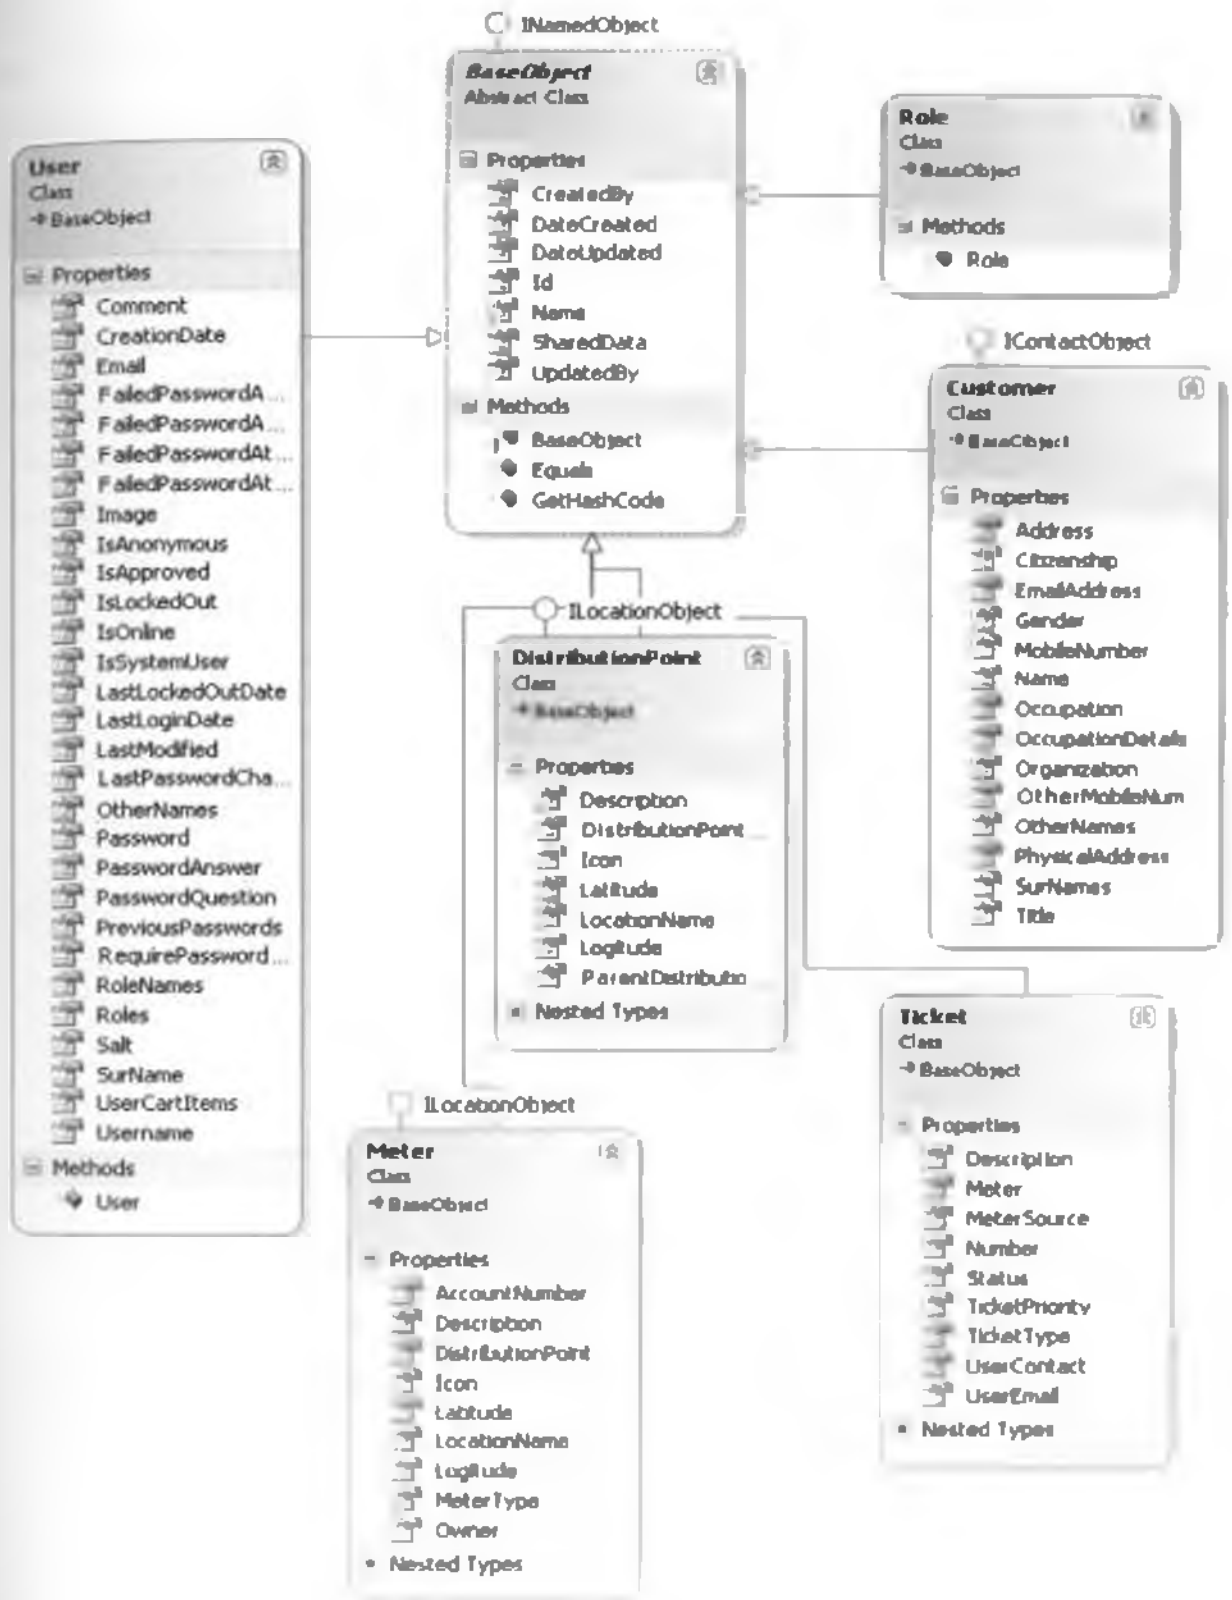 INamedObject
BaseObject
Abstract Class
Properties
CreatedBy
DateCreated
DateUpdated
Id
Name
SharedData
UpdatedBy
Methods
BaseObject
Equals
GetHashCode
Role
Class
BaseObject
Methods
Role
User
Class
BaseObject
Properties
Comment
CreationDate
Email
FailedPasswordA...
FailedPasswordA...
FailedPasswordAt...
FailedPasswordAt...
Image
IsAnonymous
IsApproved
IsLockedOut
IsOnline
IsSystemUser
LastLockedOutDate
LastLoginDate
LastModified
LastPasswordCha...
OtherNames
Password
PasswordAnswer
PasswordQuestion
PreviousPasswords
RequirePassword...
RoleNames
Roles
Salt
SurName
UserCartItems
Username
Methods
User
IContactObject
Customer
Class
BaseObject
Properties
Address
Citizenship
EmailAddress
Gender
MobileNumber
Name
Occupation
OccupationDetails
Organization
OtherMobileNum
OtherNames
PhysicalAddress
SurNames
Title
ILocationObject
DistributionPoint
Class
BaseObject
Properties
Description
DistributionPoint
Icon
Latitude
LocationName
Logitude
ParentDistributio
Nested Types
ILocationObject
Meter
Class
BaseObject
Properties
AccountNumber
Description
DistributionPoint
Icon
Latitude
LocationName
Logitude
MeterType
Owner
Nested Types
Ticket
Class
BaseObject
Properties
Description
Meter
MeterSource
Number
Status
TicketPriority
TicketType
UserContact
UserEmail
Nested Types